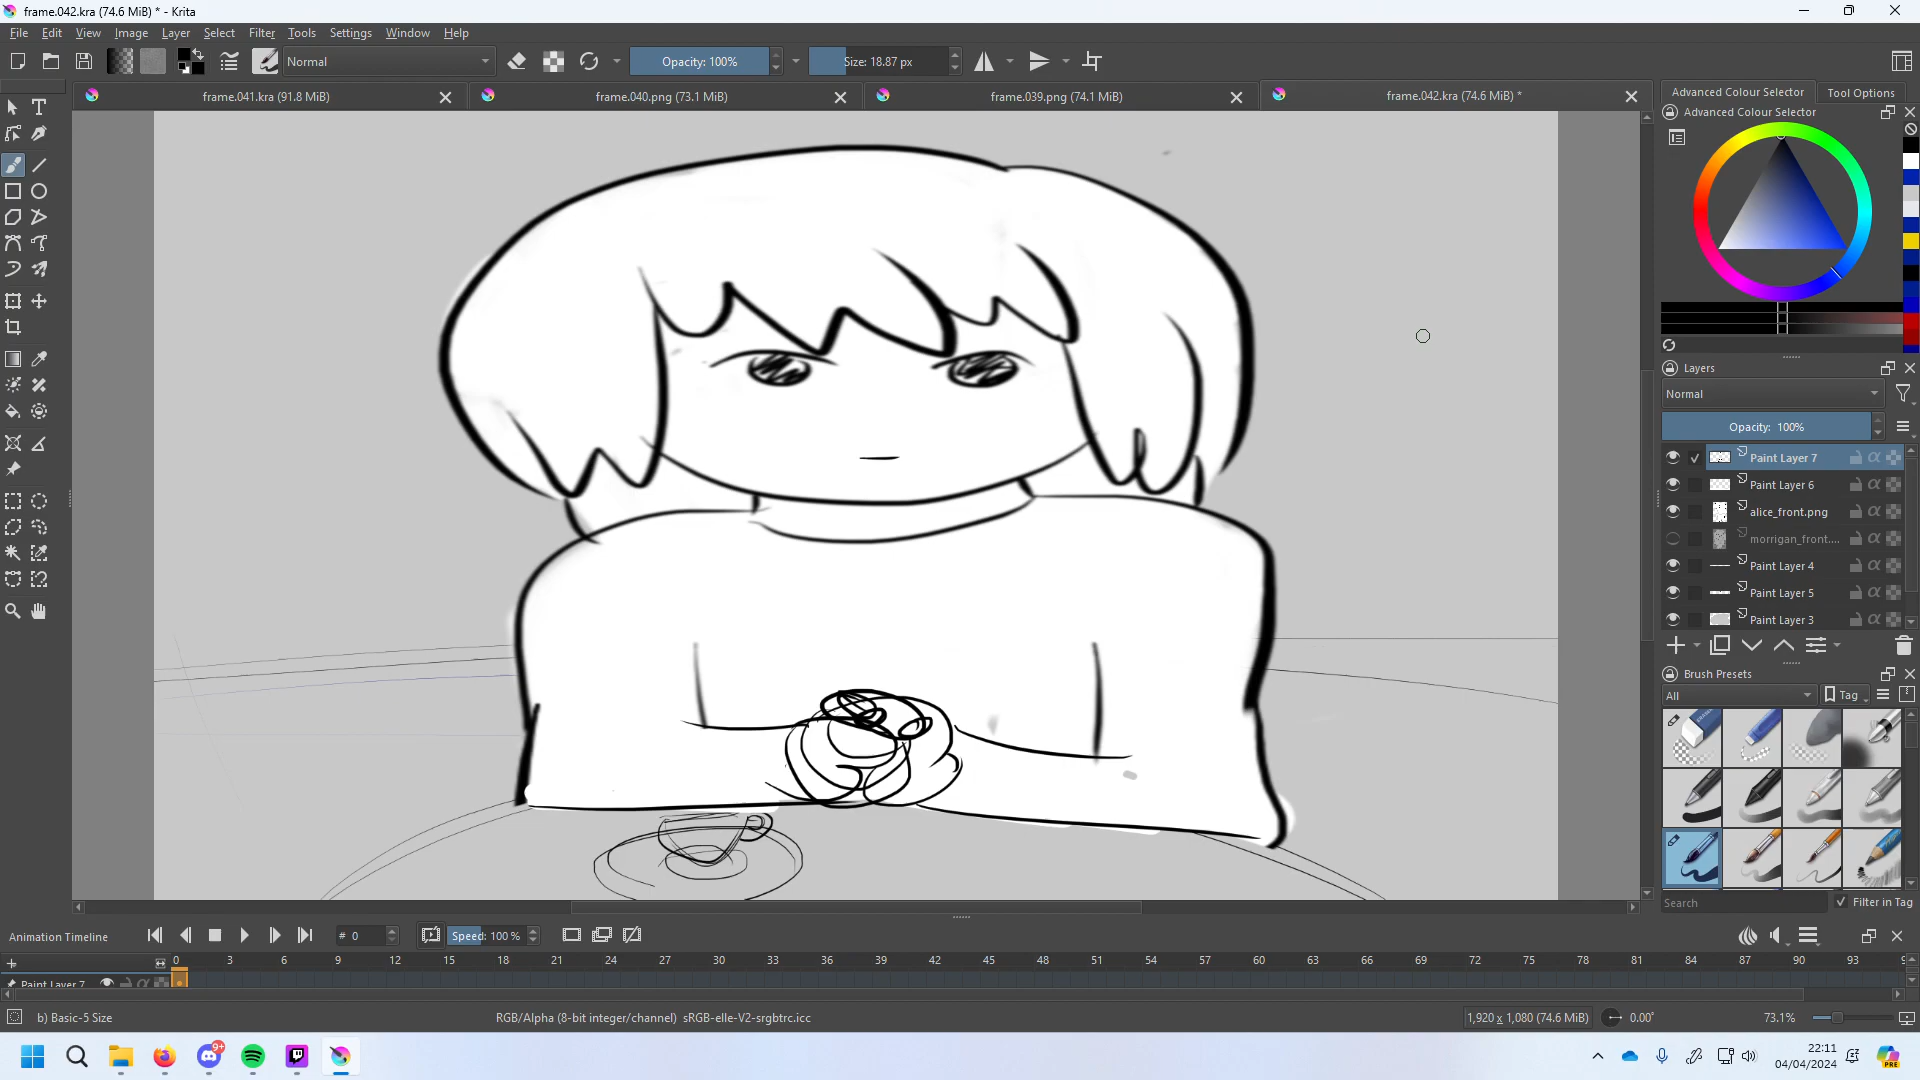 frame.042.kra (74.6 MiB) * - Krita
File Edit View Image Layer Select Filter Tools Settings Window Help
Normal
Opacity: 100%
Size: 18.87 px
frame.041.kra (91.8 MiB)
frame.040.png (73.1 MiB)
frame.039.png (74.1 MiB)
frame.042.kra (74.6 MiB) *
Advanced Colour Selector
Tool Options
Advanced Colour Selector
Layers
Normal
Opacity: 100%
Paint Layer 7
Paint Layer 6
alice_front.png
morrigan_front....
Paint Layer 4
Paint Layer 5
Paint Layer 3
Brush Presets
All
Tag
Search
Filter in Tag
Animation Timeline
# 0
Speed: 100 %
0 3 6 9 12 15 18 21 24 27 30 33 36 39 42 45 48 51 54 57 60 63 66 69 72 75 78 81 84 87 90 93
Paint Layer 7
b) Basic-5 Size
RGB/Alpha (8-bit integer/channel) sRGB-elle-V2-srgbtrc.icc
1,920 x 1,080 (74.6 MiB)
0.00°
73.1%
9+
22:11
04/04/2024
PRE